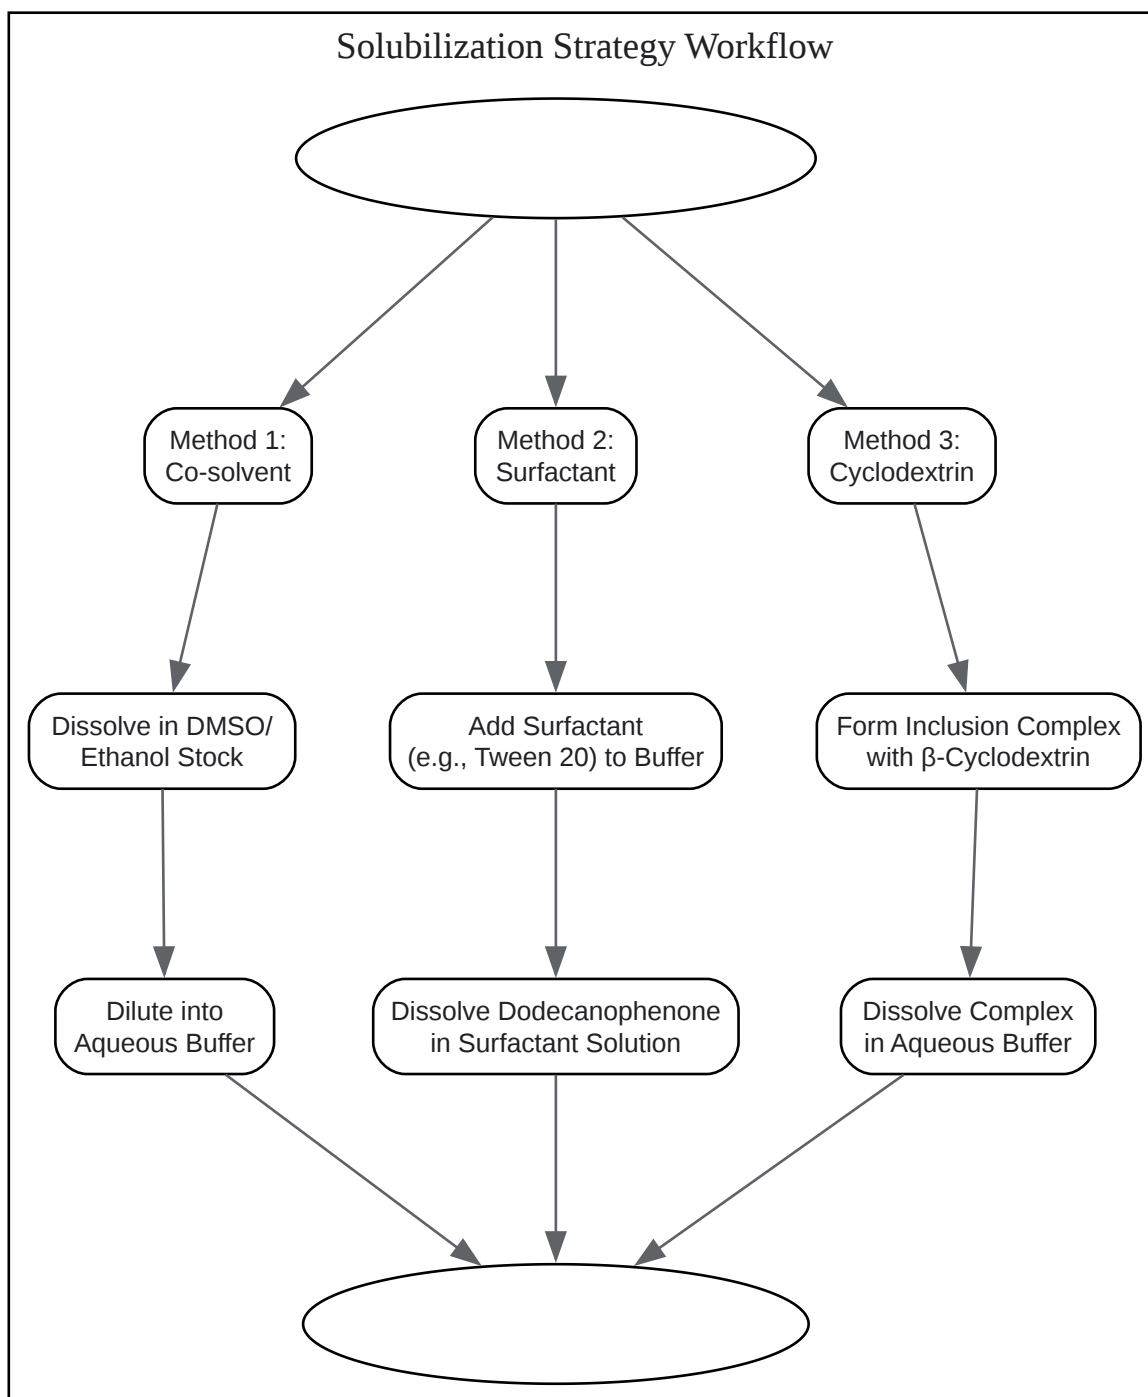 Solubilization Strategy Workflow
Method 1:
Co-solvent
Method 2:
Surfactant
Method 3:
Cyclodextrin
Dissolve in DMSO/
Ethanol Stock
Add Surfactant
(e.g., Tween 20) to Buffer
Form Inclusion Complex
with β-Cyclodextrin
Dilute into
Aqueous Buffer
Dissolve Dodecanophenone
in Surfactant Solution
Dissolve Complex
in Aqueous Buffer